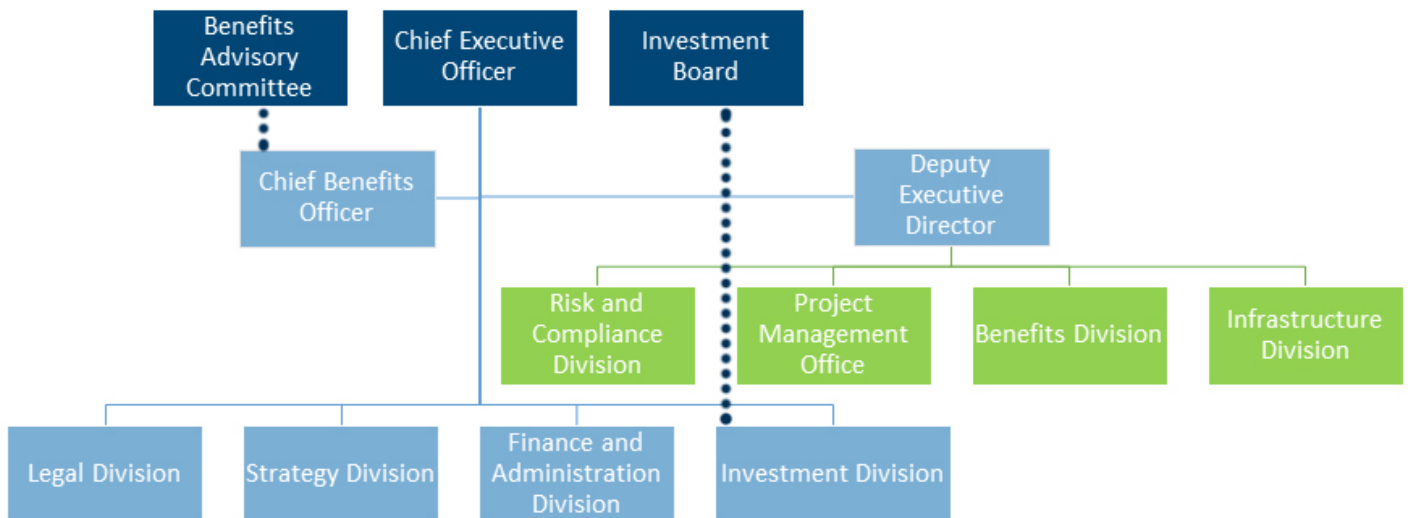 Benefits
Advisory
Committee
Chief Executive
Officer
Investment
Board
Chief Benefits
Officer
Deputy
Executive
Director
Risk and
Compliance
Division
Project
Management
Office
Benefits Division
Infrastructure
Division
Legal Division
Strategy Division
Finance and
Administration
Division
Investment Division